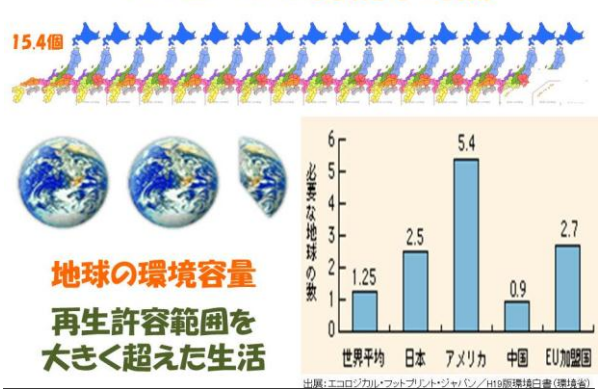 15.4個
地球の環境容量
再生許容範囲を
大きく超えた生活
必要な地球の数
6
5
4
3
2
1
0
1.25
2.5
5.4
0.9
2.7
世界平均 日本 アメリカ 中国 EU加盟国
出展:エコロジカル・フットプリント・ジャパン/H19版環境白書(環境省)